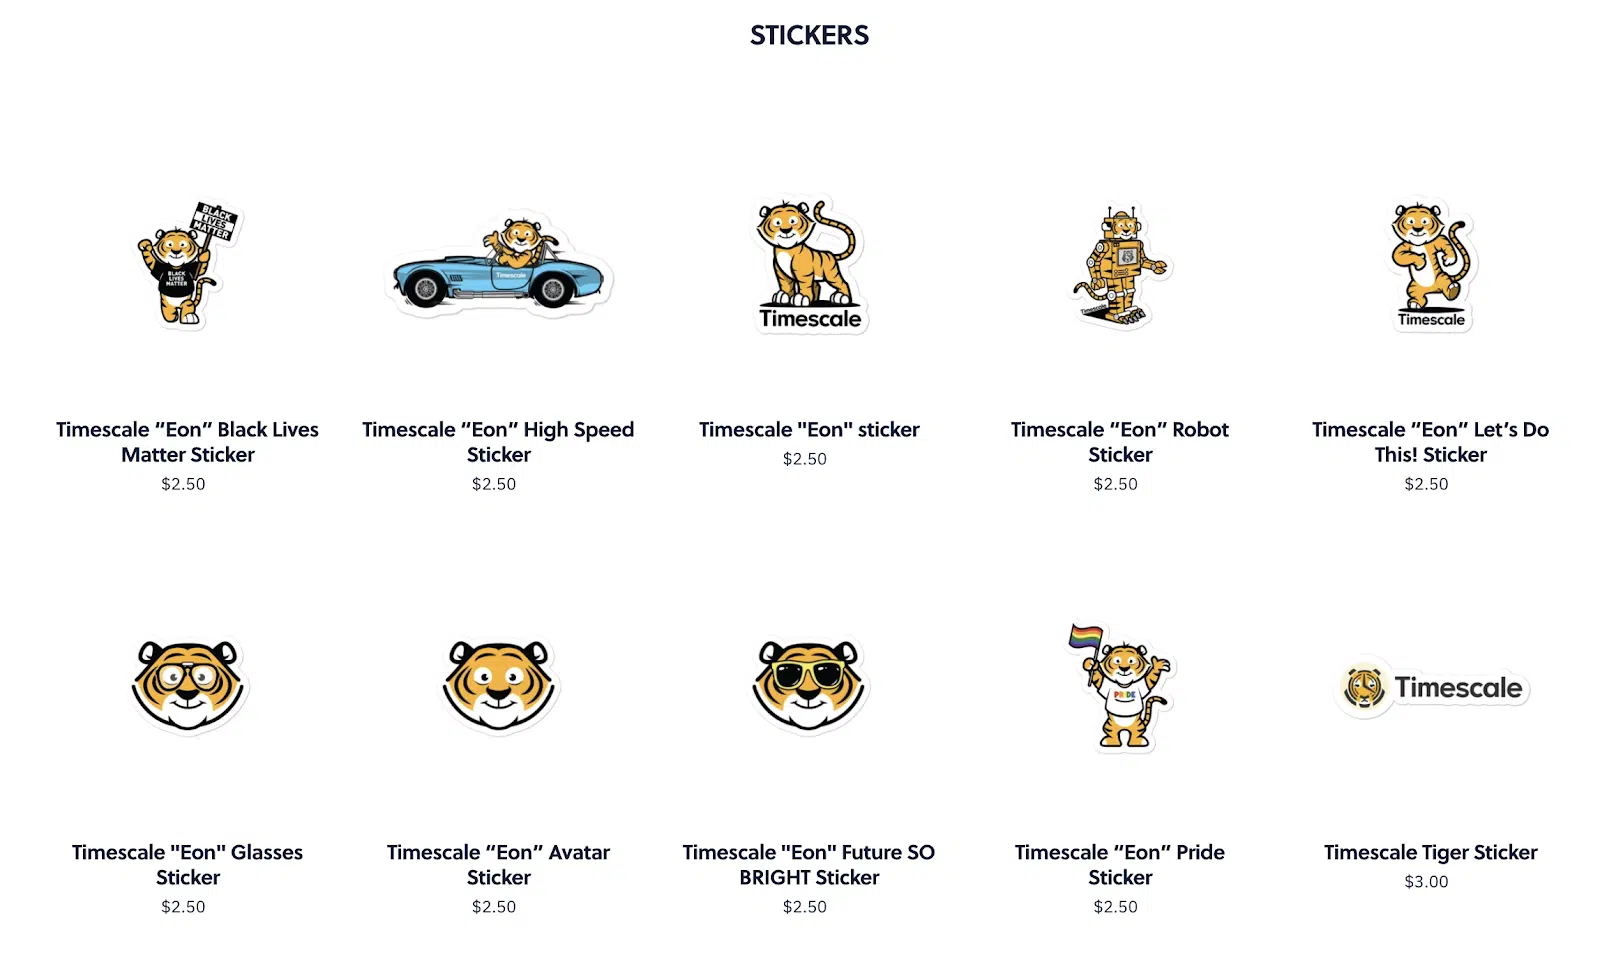 STICKERS
BLACK
LIVES
MATTER
BLACK
LIVES
MATTER
Timescale
Timescale
Timescale
Timescale
Timescale “Eon” Black Lives
Matter Sticker
$2.50
Timescale “Eon” High Speed
Sticker
$2.50
Timescale "Eon" sticker
$2.50
Timescale “Eon” Robot
Sticker
$2.50
Timescale “Eon” Let’s Do
This! Sticker
$2.50
PRIDE
Timescale
Timescale "Eon" Glasses
Sticker
$2.50
Timescale “Eon” Avatar
Sticker
$2.50
Timescale "Eon" Future SO
BRIGHT Sticker
$2.50
Timescale “Eon” Pride
Sticker
$2.50
Timescale Tiger Sticker
$3.00